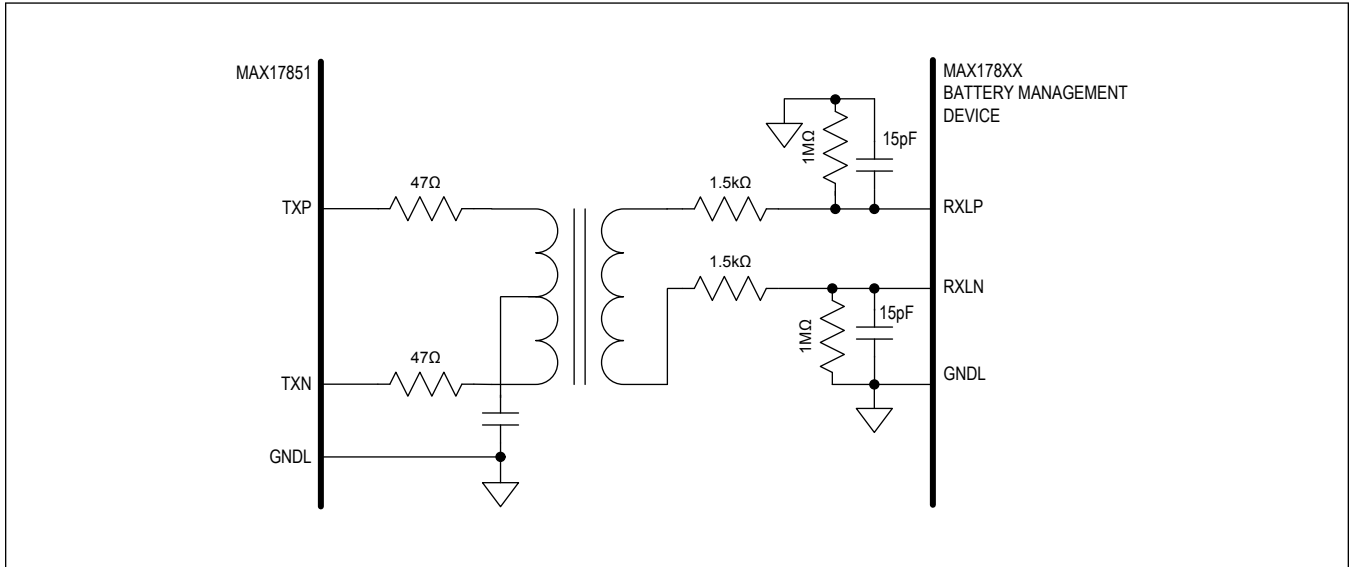 MAX17851
MAX178XX
BATTERY MANAGEMENT
DEVICE
1MΩ
15pF
47Ω
1.5kΩ
TXP
RXLP
1.5kΩ
RXLN
1MΩ
15pF
47Ω
TXN
GNDL
GNDL